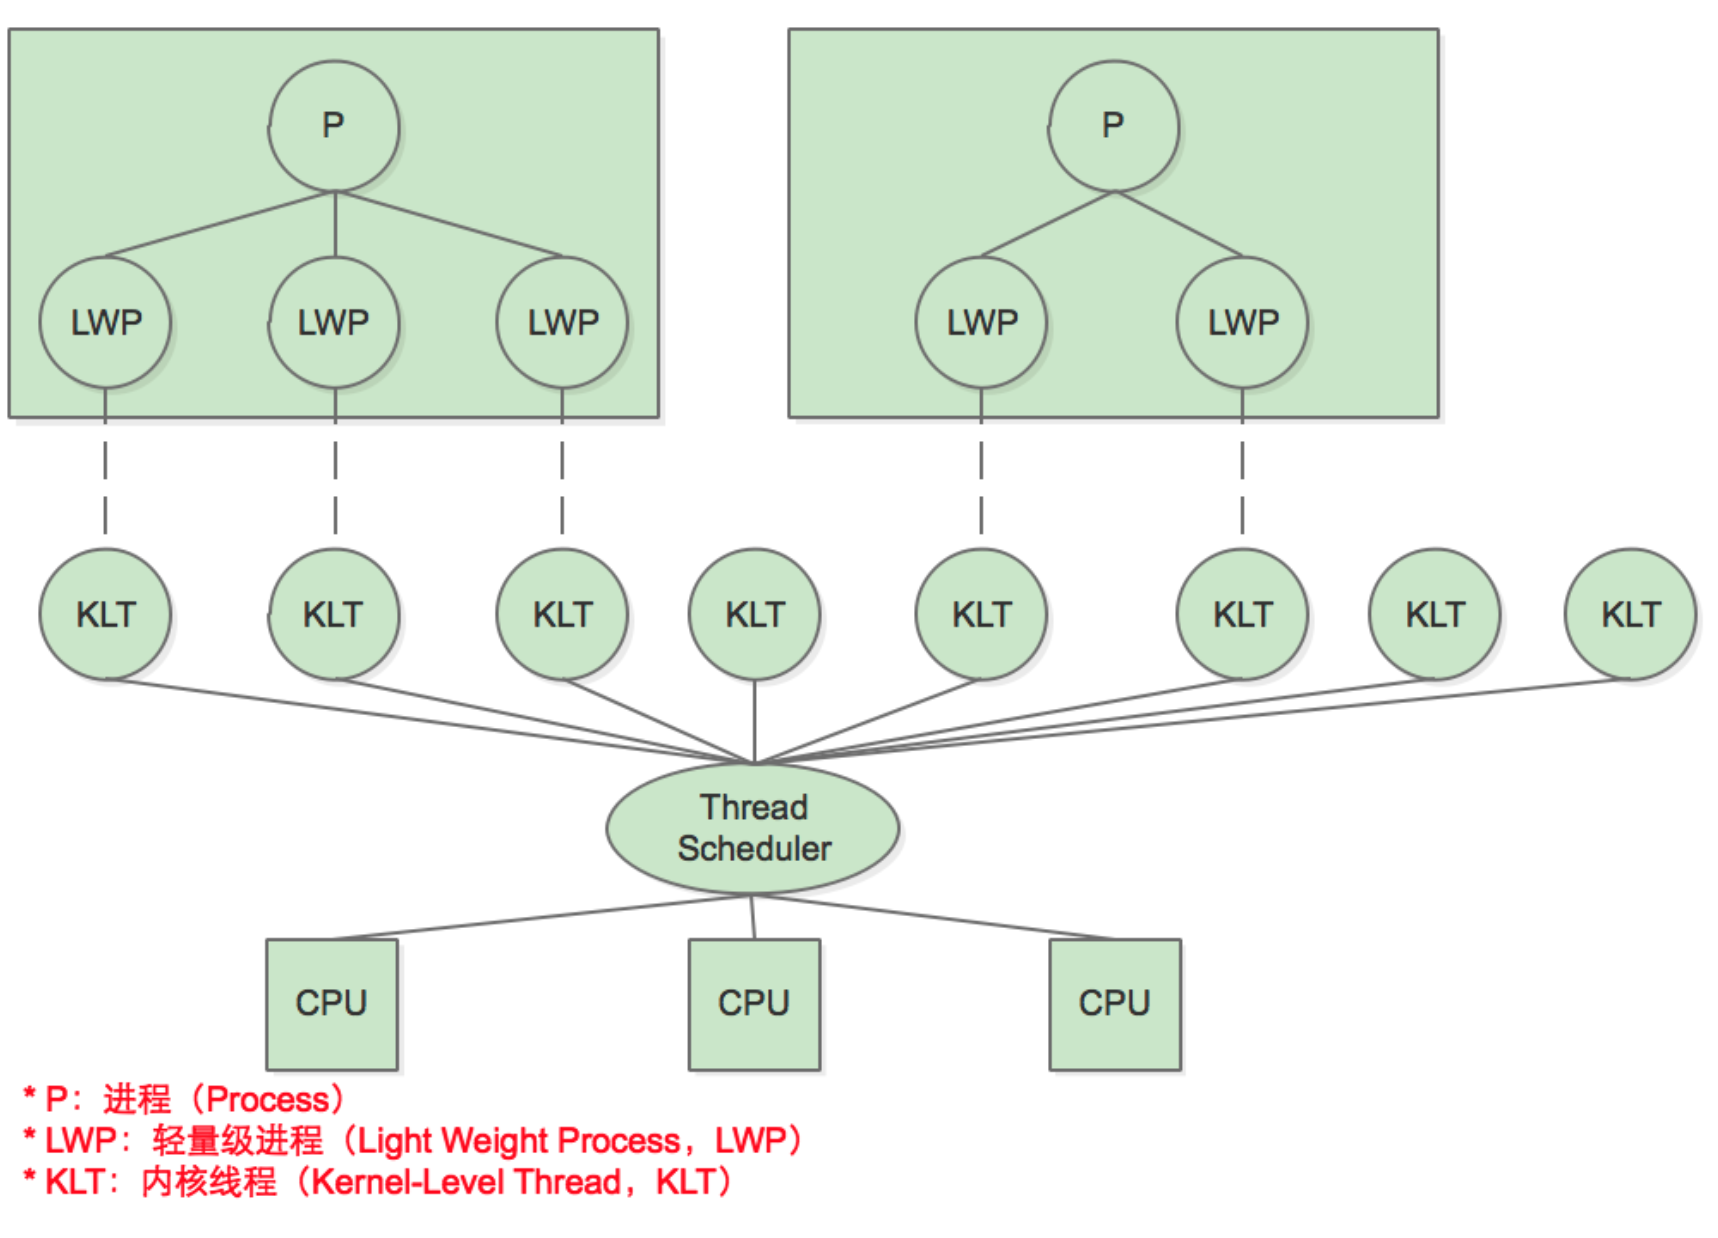 P
P
LWP
LWP
LWP
LWP
LWP
KLT
KLT
KLT
KLT
KLT
KLT
KLT
KLT
Thread
Scheduler
CPU
CPU
CPU
* P：进程（Process）
* LWP：轻量级进程（Light Weight Process，LWP）
* KLT：内核线程（Kernel-Level Thread，KLT）